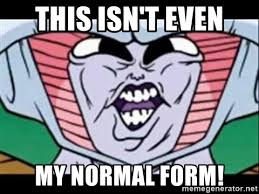 THIS ISN'T EVEN
MY NORMAL FORM!
memegenerator.net